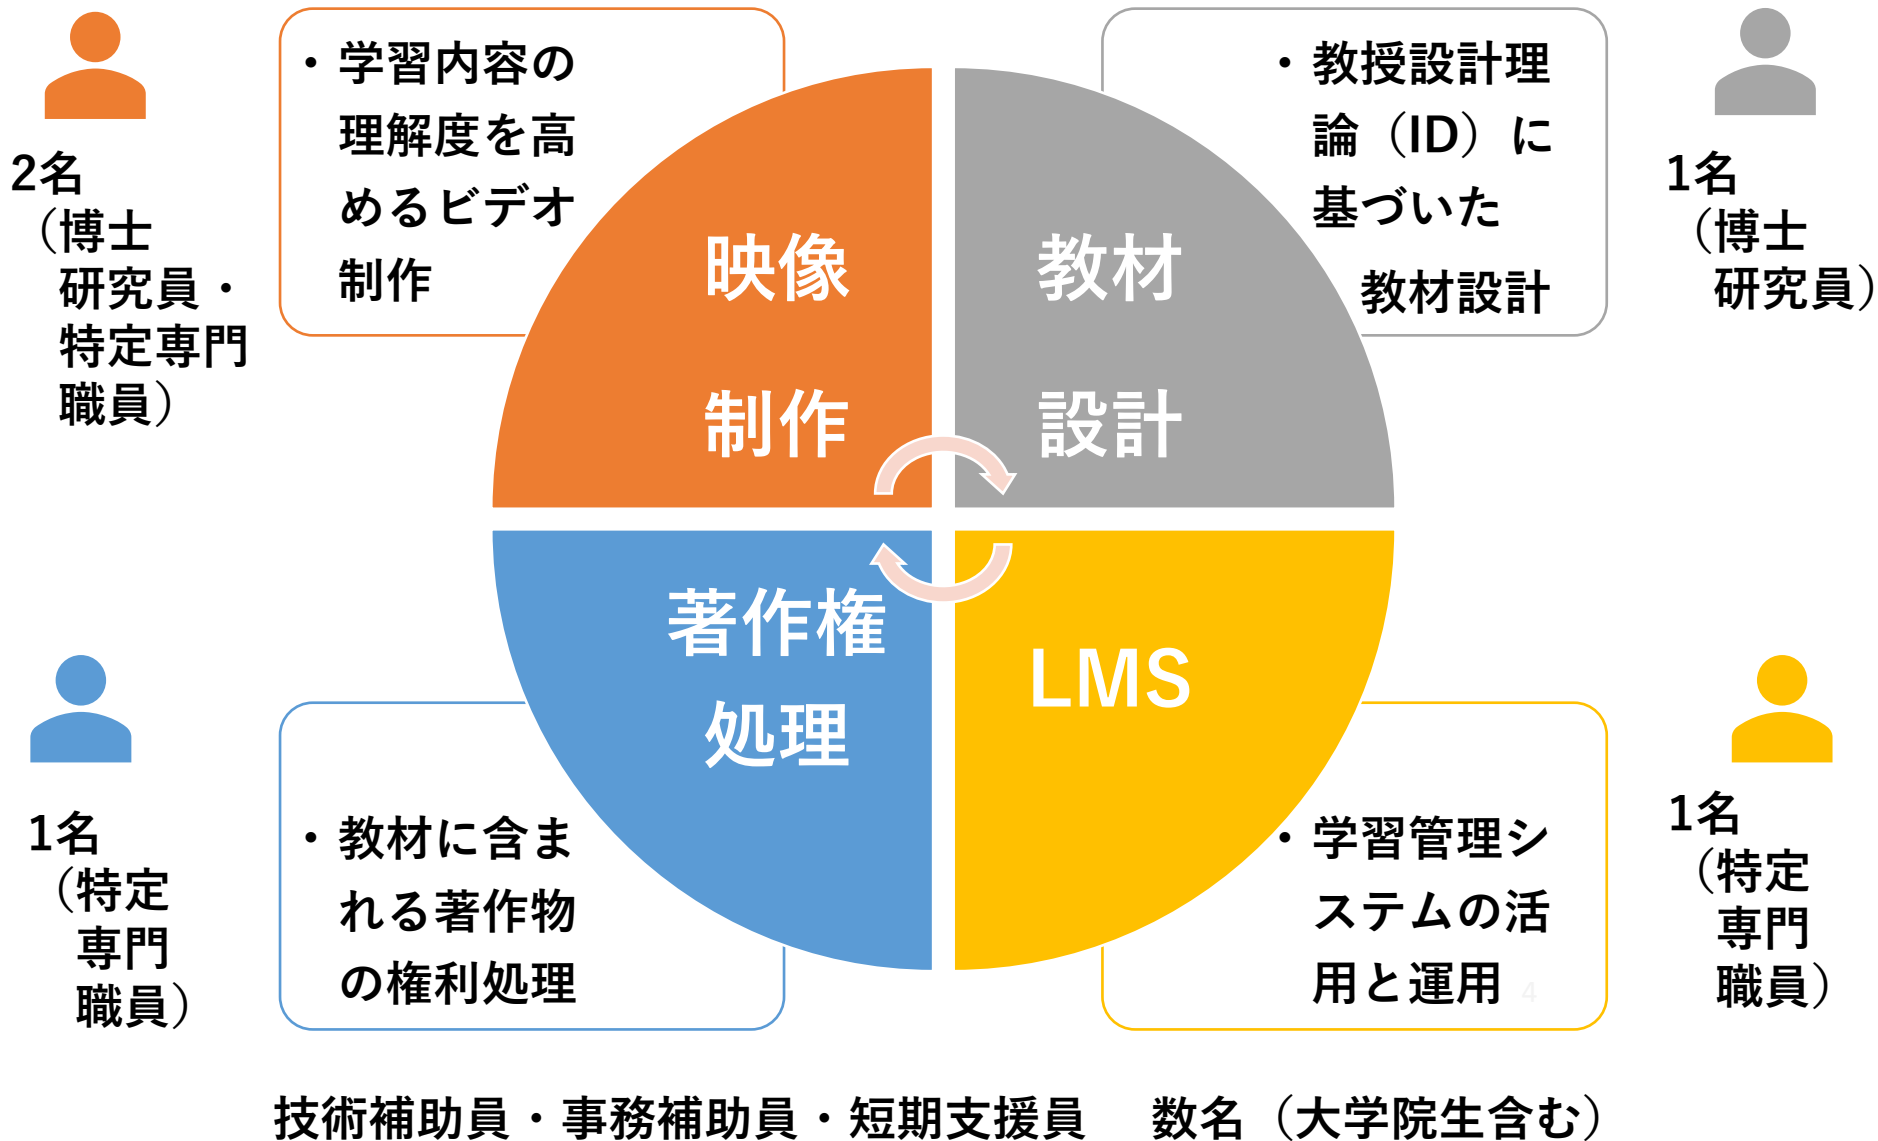 2名
（博士
研究員・
特定専門
職員）
・学習内容の
理解度を高
めるビデオ
制作
映像
制作
教材
設計
・教授設計理
論（ID）に
基づいた
教材設計
1名
（博士
研究員）
著作権
処理
LMS
1名
（特定
専門
職員）
・教材に含ま
れる著作物
の権利処理
・学習管理シ
ステムの活
用と運用
4
1名
（特定
専門
職員）
技術補助員・事務補助員・短期支援員　数名（大学院生含む）